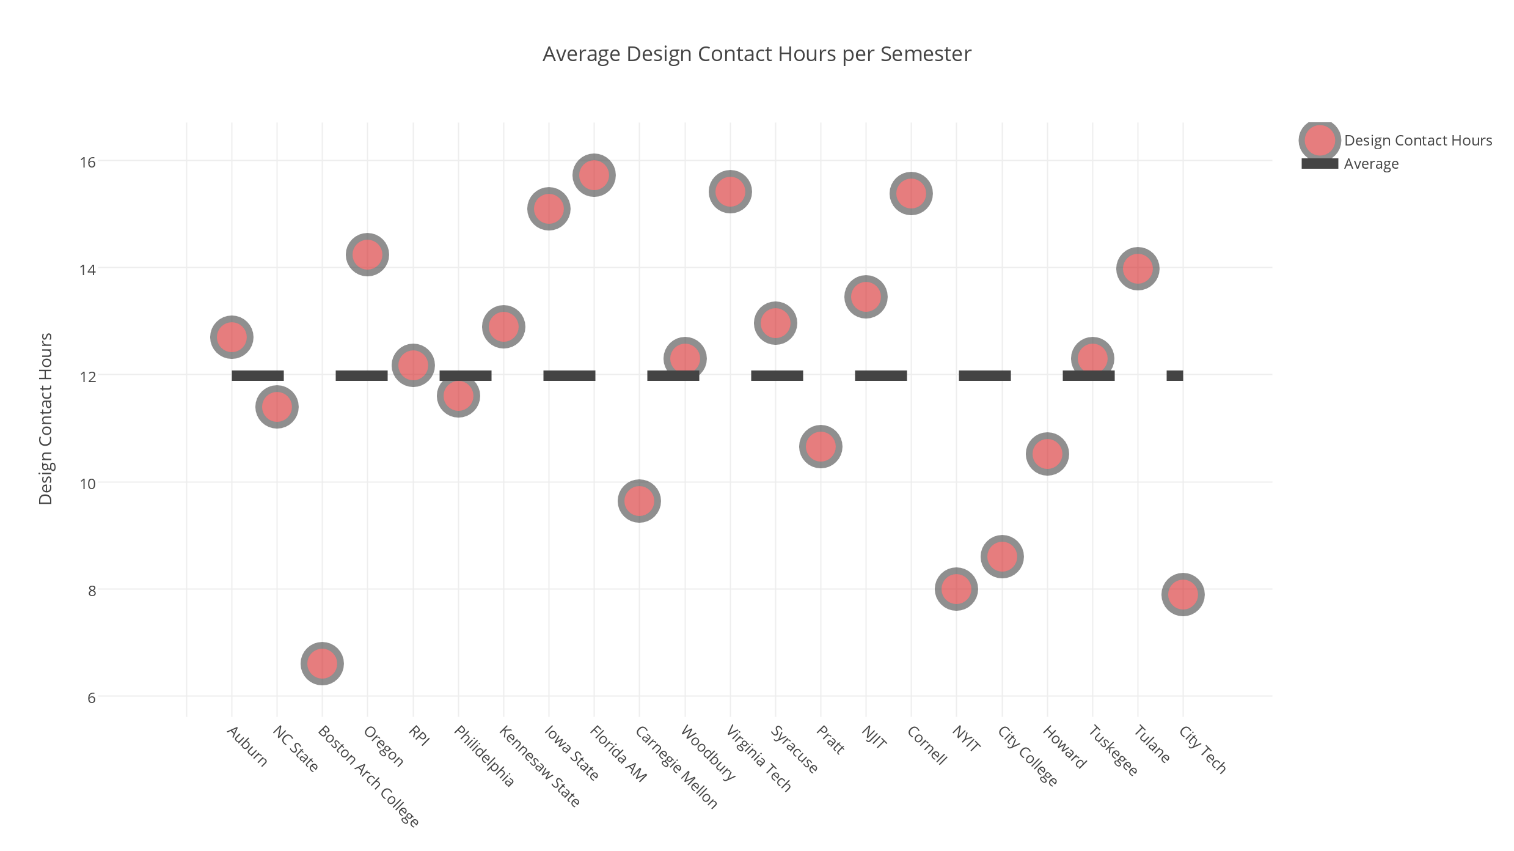 Average Design Contact Hours per Semester
Design Contact Hours
Average
16
14
12
10
8
6
Design Contact Hours
Auburn
NC State
Boston Arch College
Oregon
RPI
Philidelphia
Kennesaw State
Iowa State
Florida AM
Carnegie Mellon
Woodbury
Virginia Tech
Syracuse
Pratt
NJIT
Cornell
NYIT
City College
Howard
Tuskegee
Tulane
City Tech